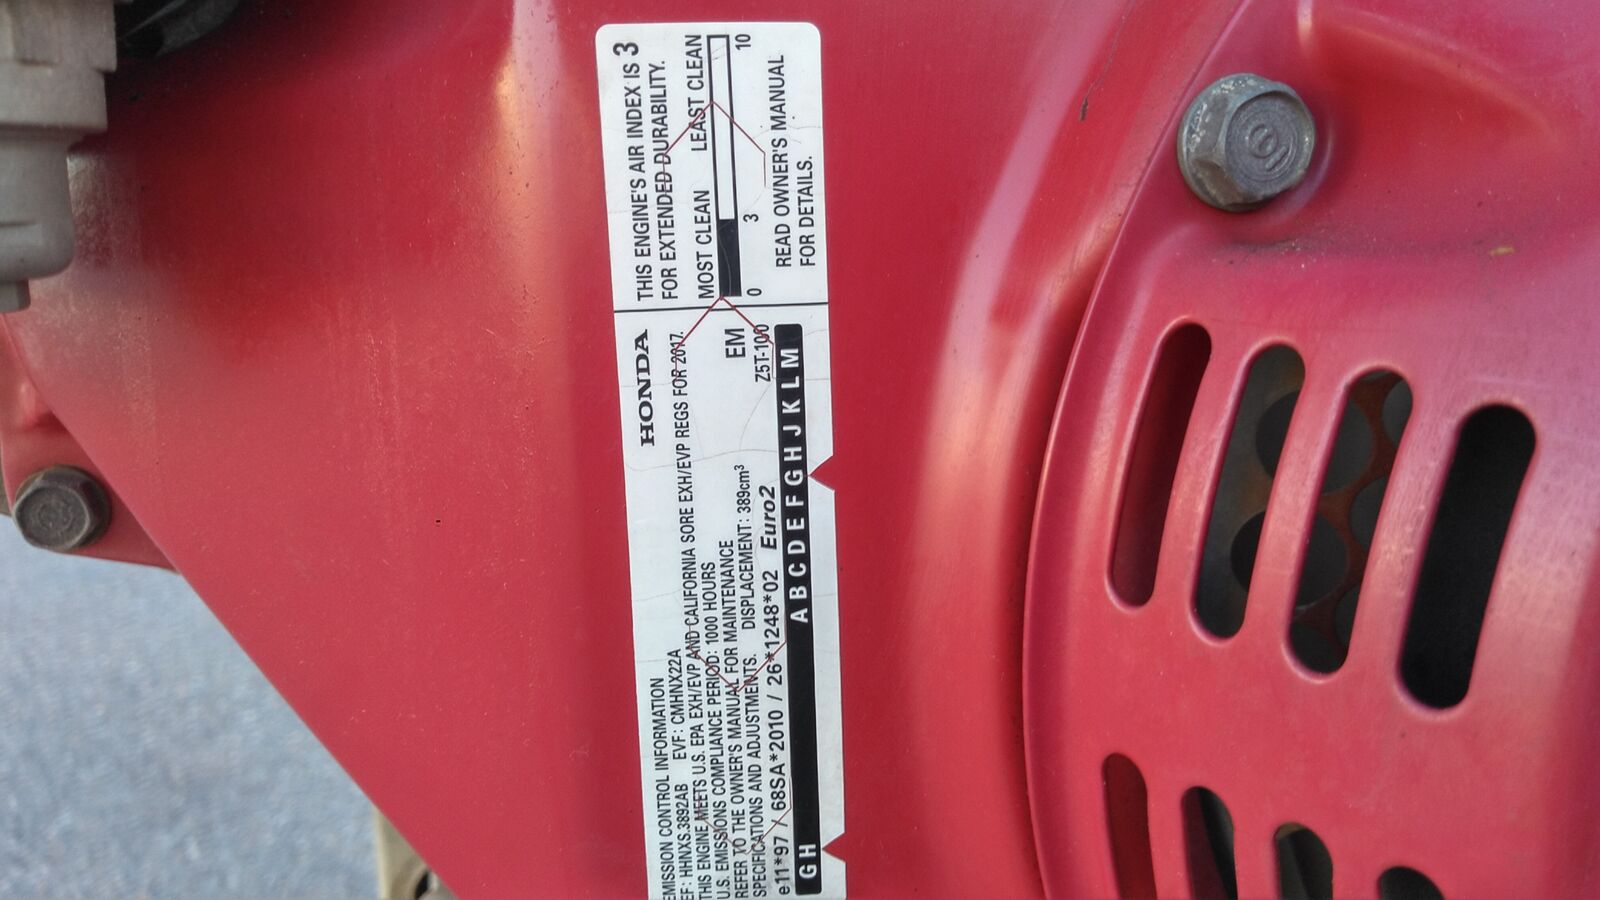 EMISSION CONTROL INFORMATION
EF: HHNXS.3892AB EVF: CMHNX22A
THIS ENGINE MEETS U.S. EPA EXH/EVP AND CALIFORNIA SORE EXH/EVP REGS FOR 2017.
U.S. EMISSIONS COMPLIANCE PERIOD: 1000 HOURS
REFER TO THE OWNER'S MANUAL FOR MAINTENANCE
SPECIFICATIONS AND ADJUSTMENTS. DISPLACEMENT: 389cm³
e11*97 / 68SA*2010 / 26*1248*02 Euro2
HONDA
EM
Z5T-100
GH A B C D E F G H J K L M
THIS ENGINE'S AIR INDEX IS 3
FOR EXTENDED DURABILITY.
MOST CLEAN LEAST CLEAN
0 3 10
READ OWNER'S MANUAL
FOR DETAILS.